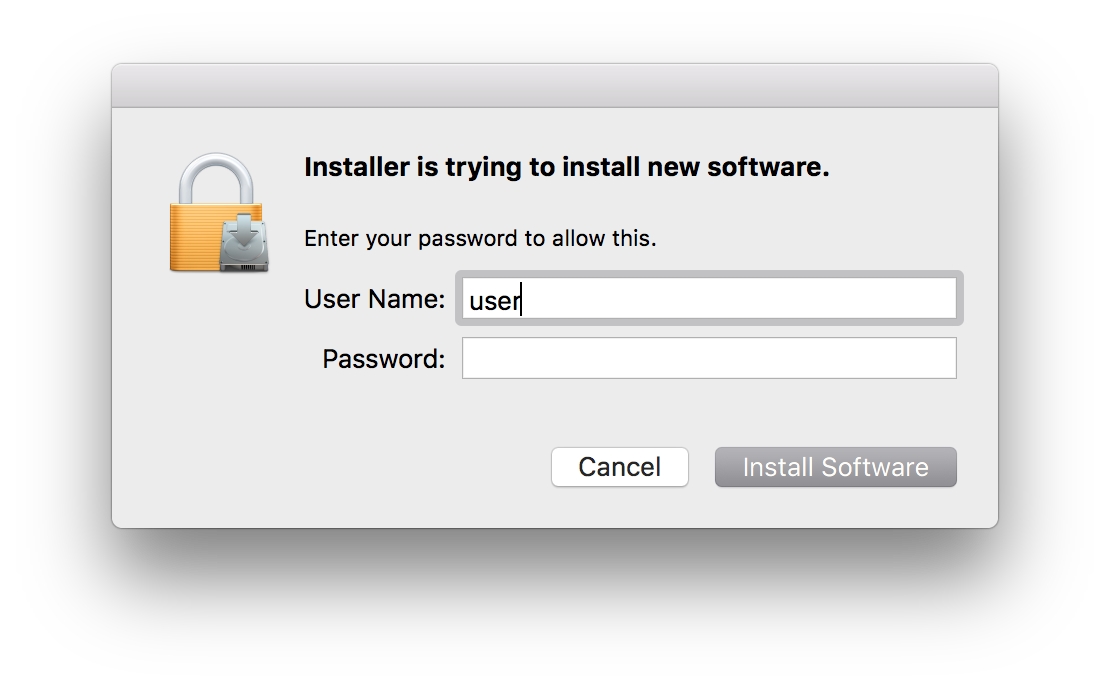 Installer is trying to install new software.
Enter your password to allow this.
User Name: user
Password:
Cancel Install Software